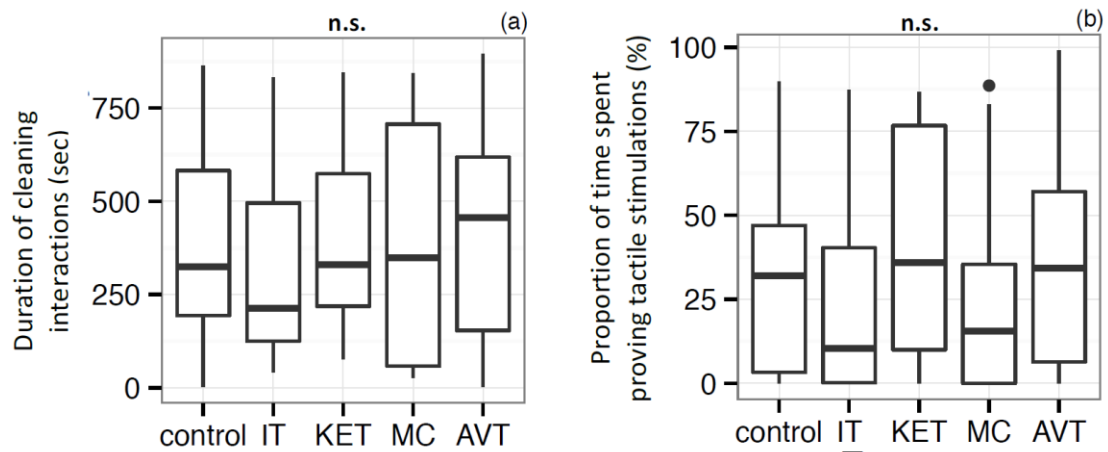 n.s.
(a)
Duration of cleaning
interactions (sec)
750
500
250
0
control IT KET MC AVT
n.s.
(b)
Proportion of time spent
proving tactile stimulations (%)
100
75
50
25
0
control IT KET MC AVT